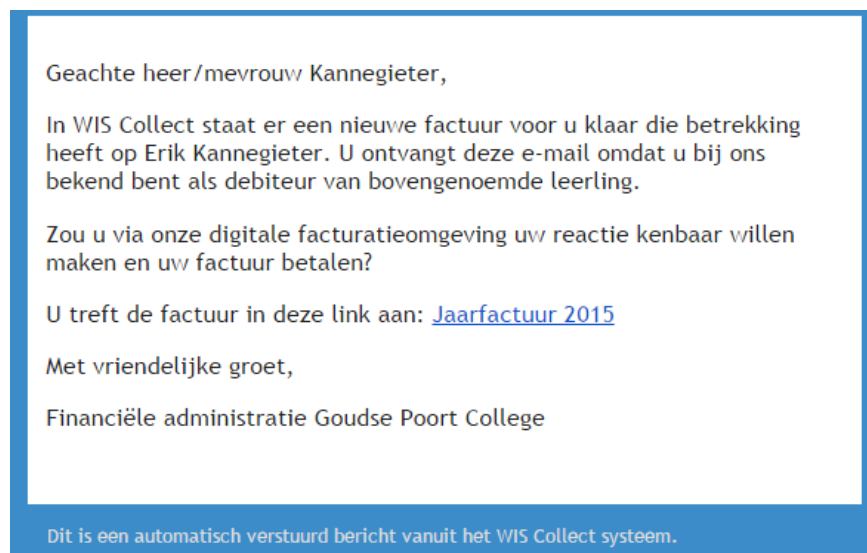 Geachte heer/mevrouw Kannegieter,
In WIS Collect staat er een nieuwe factuur voor u klaar die betrekking
heeft op Erik Kannegieter. U ontvangt deze e-mail omdat u bij ons
bekend bent als debiteur van bovengenoemde leerling.
Zou u via onze digitale facturatieomgeving uw reactie kenbaar willen
maken en uw factuur betalen?
U treft de factuur in deze link aan: Jaarfactuur 2015
Met vriendelijke groet,
Financiële administratie Goudse Poort College
Dit is een automatisch verstuurd bericht vanuit het WIS Collect systeem.